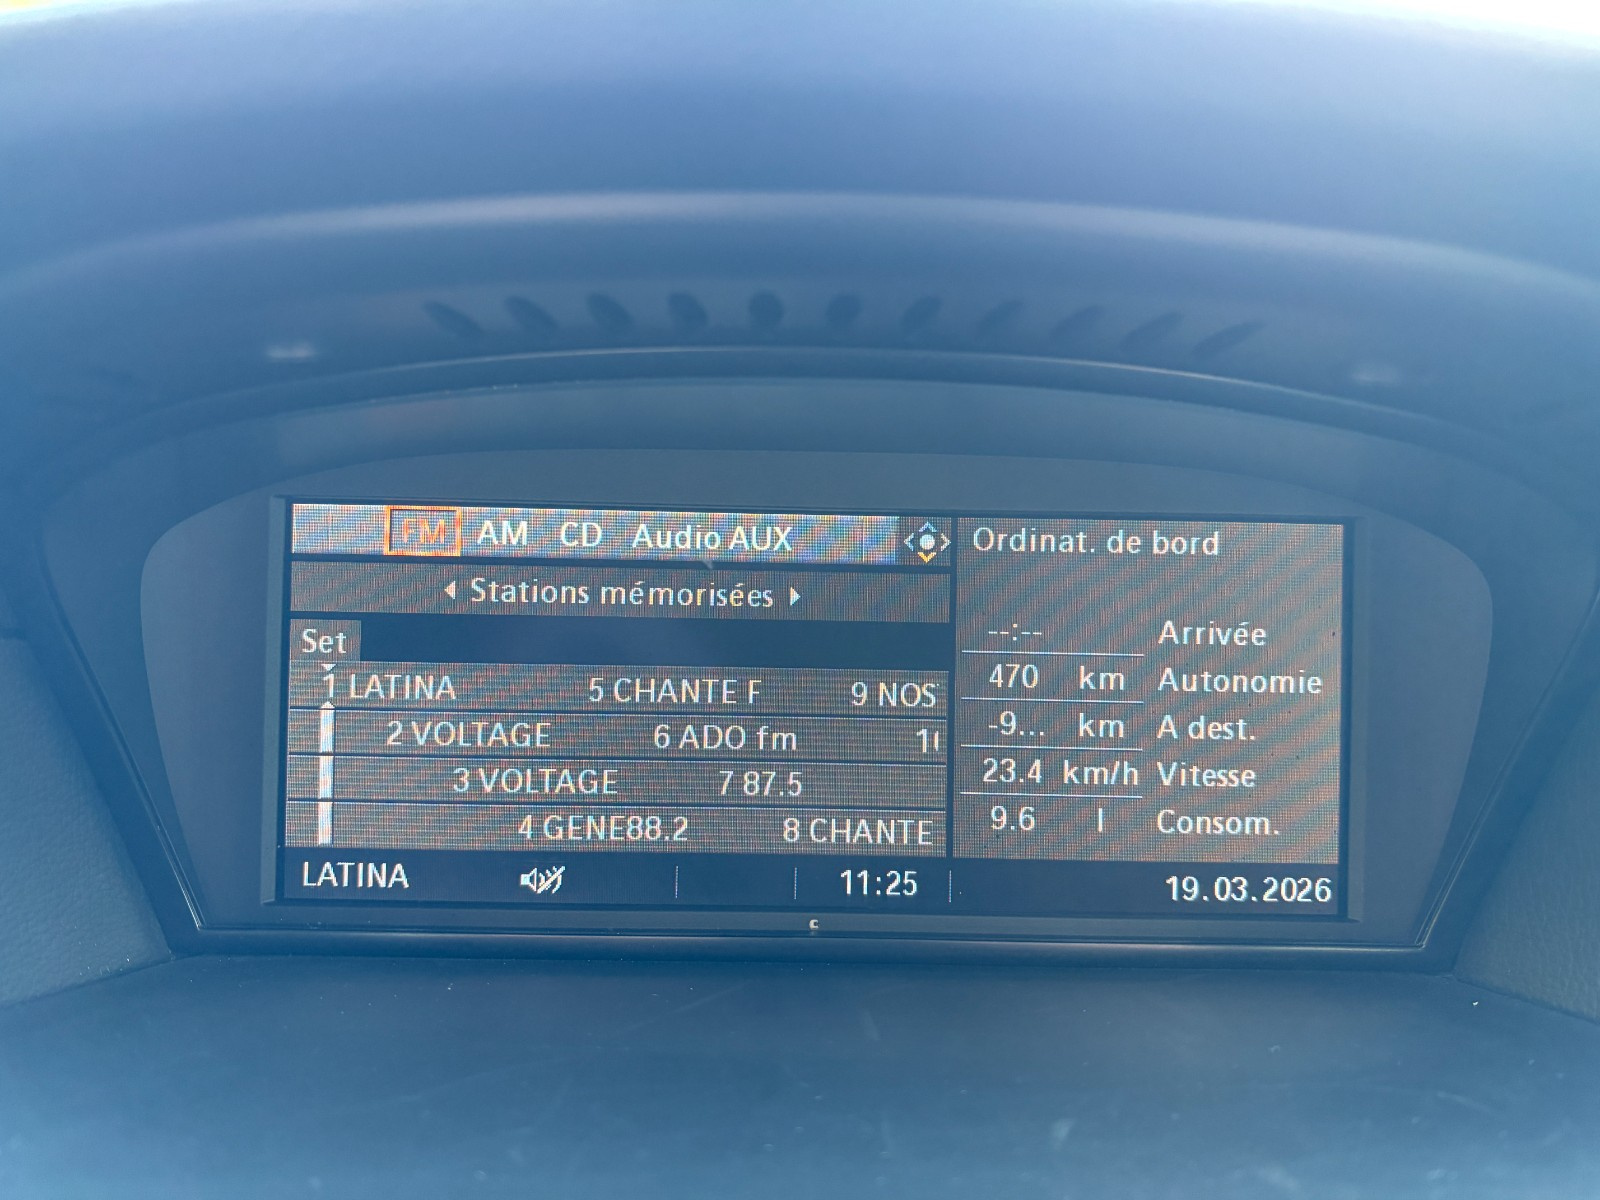 FM AM CD Audio AUX
Stations mémorisées
Set
1 LATINA 5 CHANTE F 9 NOS
2 VOLTAGE 6 ADO fm
3 VOLTAGE 7 87.5
4 GENE88.2 8 CHANTE
LATINA 11:25
Ordinat. de bord
--:-- Arrivée
470 km Autonomie
-9... km A dest.
23.4 km/h Vitesse
9.6 l Consom.
19.03.2026